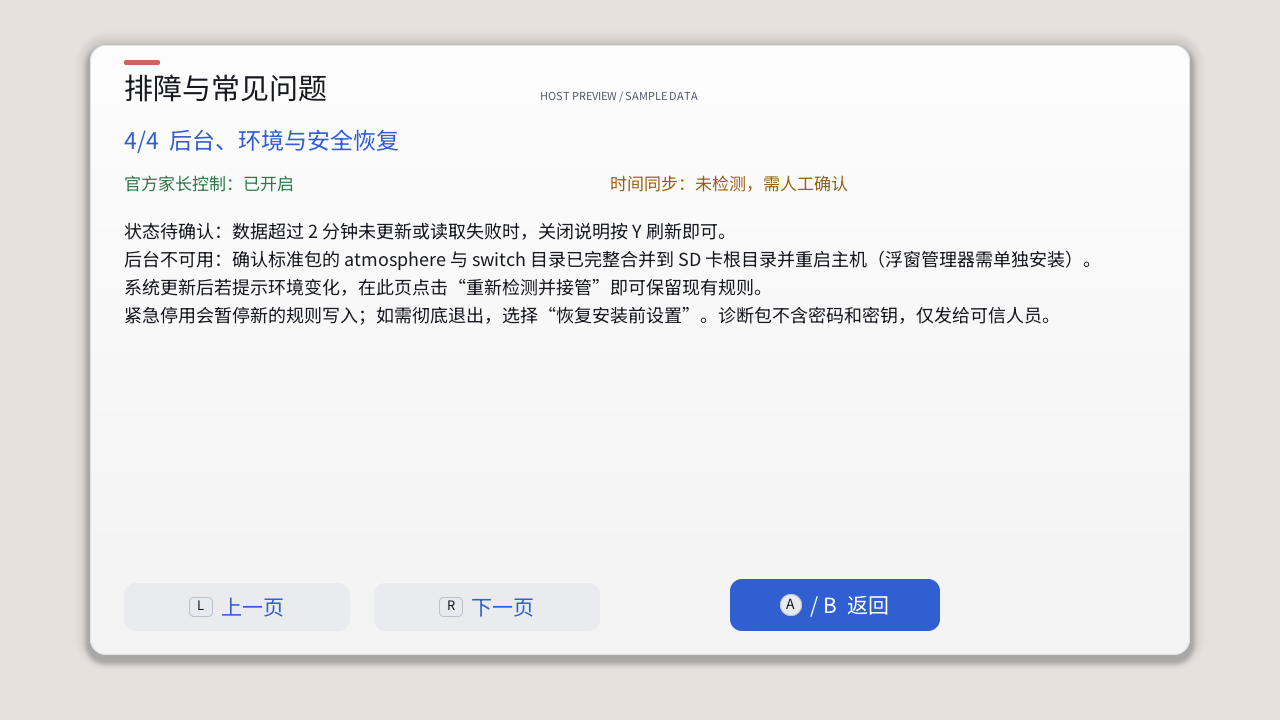 排障与常见问题
HOST PREVIEW / SAMPLE DATA
4/4 后台、环境与安全恢复
官方家长控制：已开启
时间同步：未检测，需人工确认
状态待确认：数据超过 2 分钟未更新或读取失败时，关闭说明按 Y 刷新即可。
后台不可用：确认标准包的 atmosphere 与 switch 目录已完整合并到 SD 卡根目录并重启主机（浮窗管理器需单独安装）。
系统更新后若提示环境变化，在此页点击“重新检测并接管”即可保留现有规则。
紧急停用会暂停新的规则写入；如需彻底退出，选择“恢复安装前设置”。诊断包不含密码和密钥，仅发给可信人员。
L 上一页
R 下一页
A / B 返回